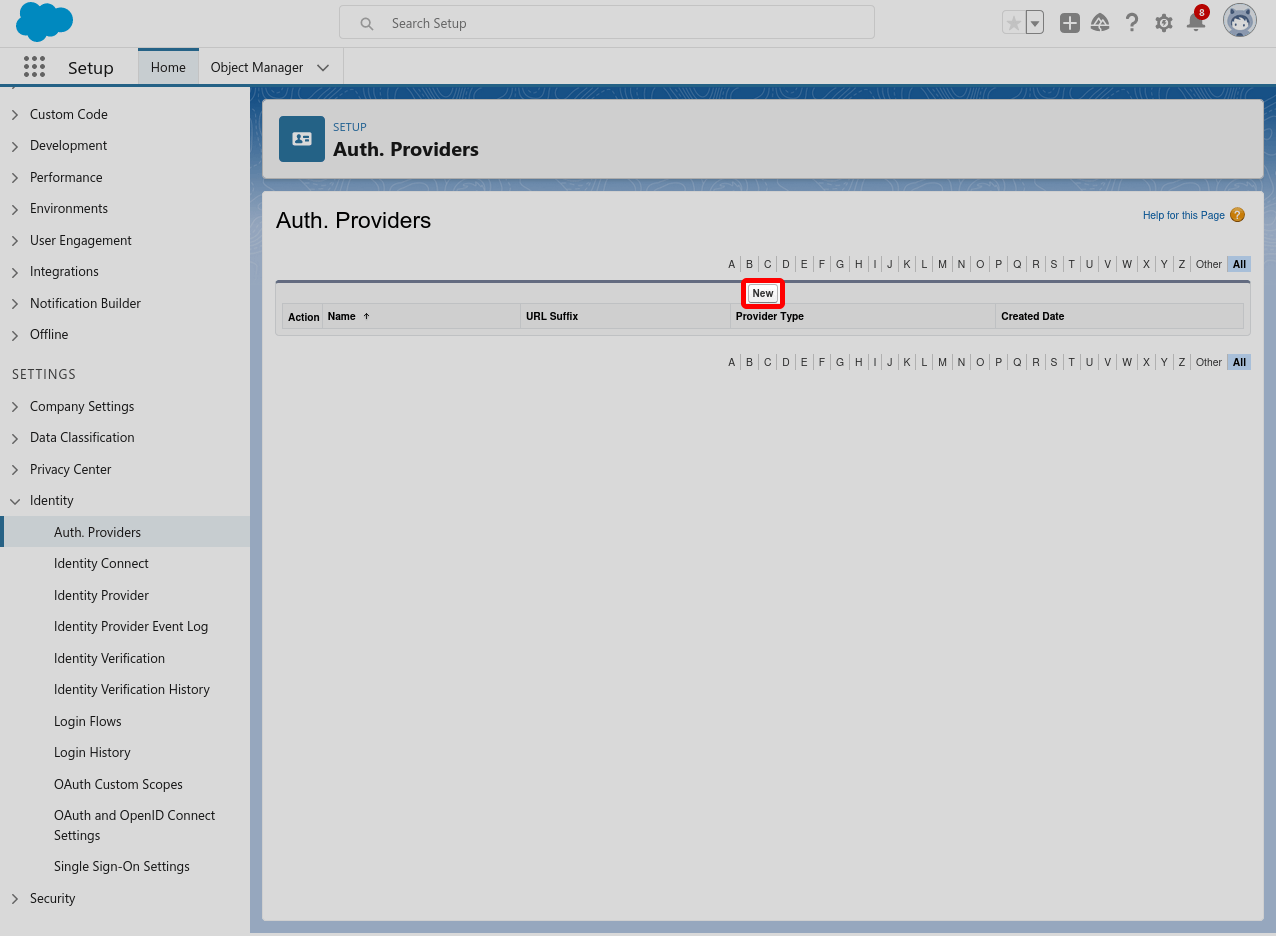 Search Setup
8
Setup
Home
Object Manager
Custom Code
Development
Performance
Environments
User Engagement
Integrations
Notification Builder
Offline
SETTINGS
Company Settings
Data Classification
Privacy Center
Identity
Auth. Providers
Identity Connect
Identity Provider
Identity Provider Event Log
Identity Verification
Identity Verification History
Login Flows
Login History
OAuth Custom Scopes
OAuth and OpenID Connect
Settings
Single Sign-On Settings
Security
SETUP
Auth. Providers
Auth. Providers
Help for this Page ?
A B C D E F G H I J K L M N O P Q R S T U V W X Y Z Other All
New
Action Name URL Suffix Provider Type Created Date
A B C D E F G H I J K L M N O P Q R S T U V W X Y Z Other All